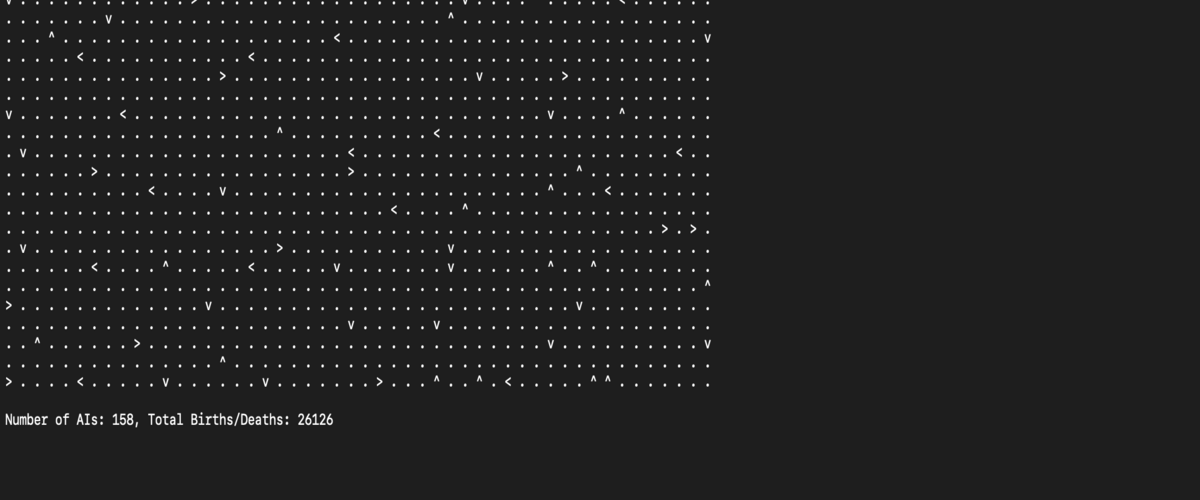 . . . . . . . v . . . . . . . . . . . . . . . . . . . . . . . ^ . . . . . . . . . . . . . . . . . .
. . . ^ . . . . . . . . . . . . . . . . . . . < . . . . . . . . . . . . . . . . . . . . . . . . . v
. . . . . < . . . . . . . . . . . < . . . . . . . . . . . . . . . . . . . . . . . . . . . . . . . .
. . . . . . . . . . . . . . . > . . . . . . . . . . . . . . . . . v . . . . . > . . . . . . . . . .
. . . . . . . . . . . . . . . . . . . . . . . . . . . . . . . . . . . . . . . . . . . . . . . . . .
v . . . . . . . < . . . . . . . . . . . . . . . . . . . . . . . . . . . . . v . . . . ^ . . . . . .
. . . . . . . . . . . . . . . . . . . ^ . . . . . . . . . . < . . . . . . . . . . . . . . . . . . .
. v . . . . . . . . . . . . . . . . . . . . . . < . . . . . . . . . . . . . . . . . . . . . . < . .
. . . . . . > . . . . . . . . . . . . . . . . . > . . . . . . . . . . . . . . . ^ . . . . . . . . .
. . . . . . . . . . < . . . . v . . . . . . . . . . . . . . . . . . . . . . ^ . . . < . . . . . . .
. . . . . . . . . . . . . . . . . . . . . . . . . . . < . . . . ^ . . . . . . . . . . . . . . . . .
. . . . . . . . . . . . . . . . . . . . . . . . . . . . . . . . . . . . . . . . . . . . . . > . > .
. v . . . . . . . . . . . . . . . . . > . . . . . . . . . . . v . . . . . . . . . . . . . . . . . .
. . . . . . < . . . . ^ . . . . . < . . . . . v . . . . . . . v . . . . . . ^ . . ^ . . . . . . . .
. . . . . . . . . . . . . . . . . . . . . . . . . . . . . . . . . . . . . . . . . . . . . . . . . ^
> . . . . . . . . . . . . . v . . . . . . . . . . . . . . . . . . . . . . . . . v . . . . . . . . .
. . . . . . . . . . . . . . . . . . . . . . . . v . . . . . v . . . . . . . . . . . . . . . . . . .
. . ^ . . . . . . > . . . . . . . . . . . . . . . . . . . . . . . . . . . . v . . . . . . . . . . v
. . . . . . . . . . . . . . . ^ . . . . . . . . . . . . . . . . . . . . . . . . . . . . . . . . . .
> . . . . < . . . . . v . . . . . . v . . . . . . . > . . . ^ . . ^ . < . . . . . ^ ^ . . . . . . .
Number of AIs: 158, Total Births/Deaths: 26126